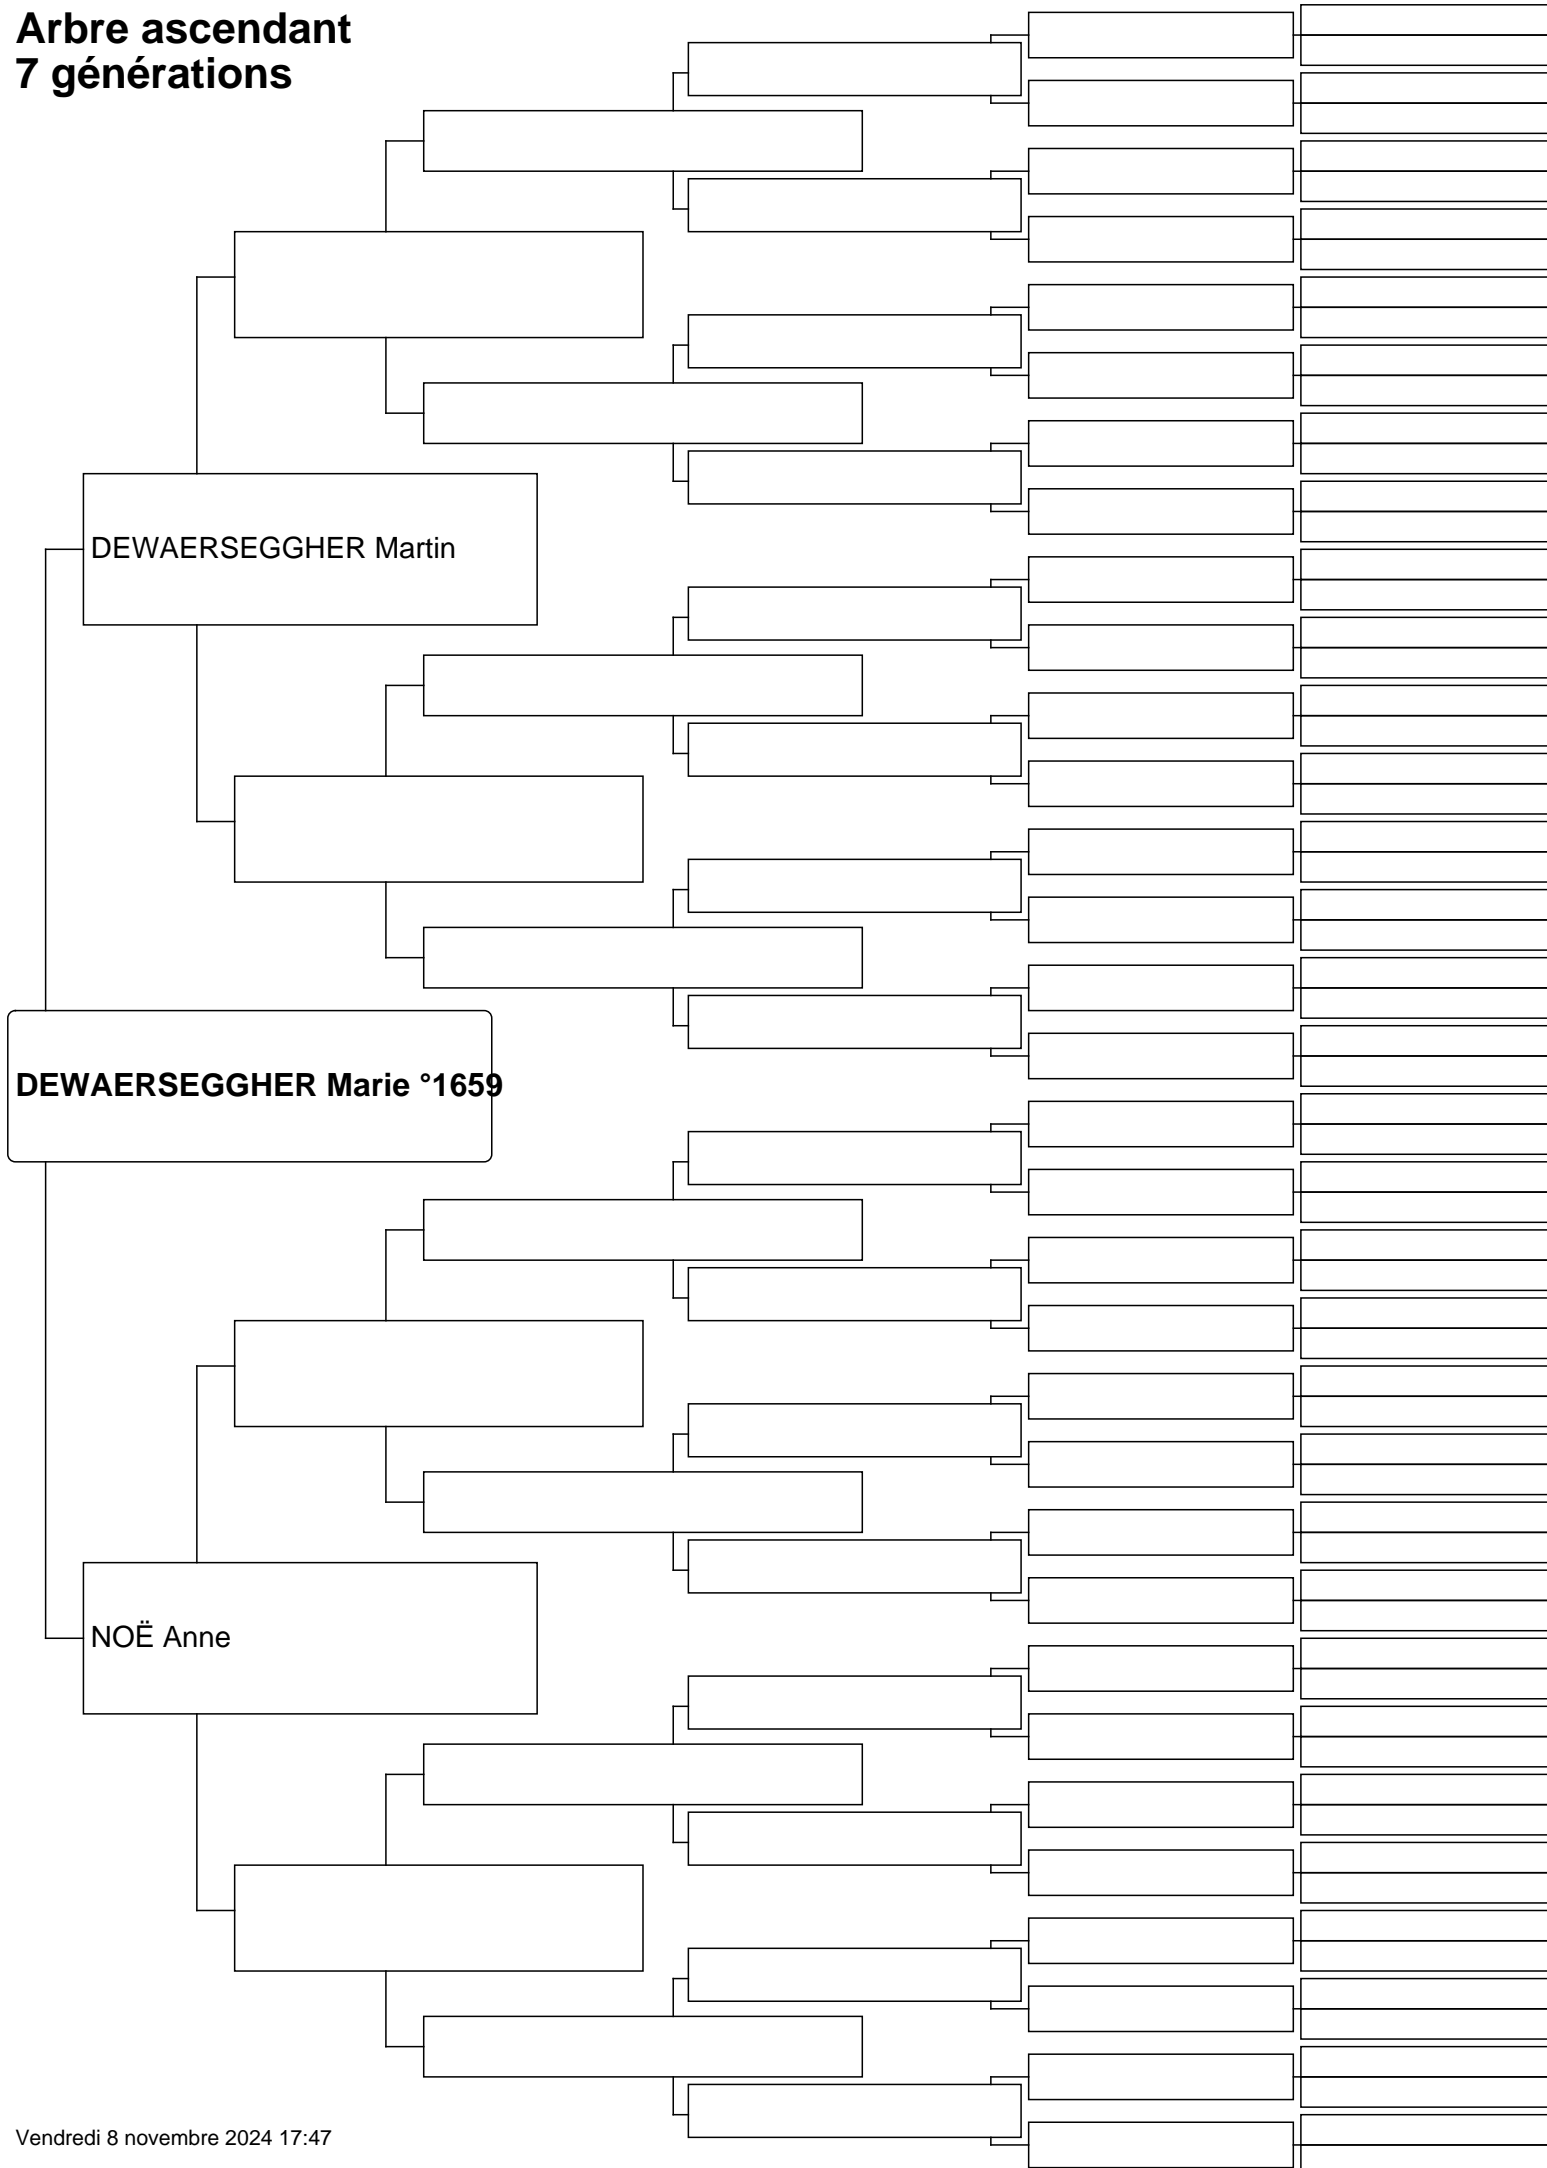 Arbre ascendant
7 générations
DEWAERSEGGHER Martin
DEWAERSEGGHER Marie °1659
NOË Anne
Vendredi 8 novembre 2024 17:47